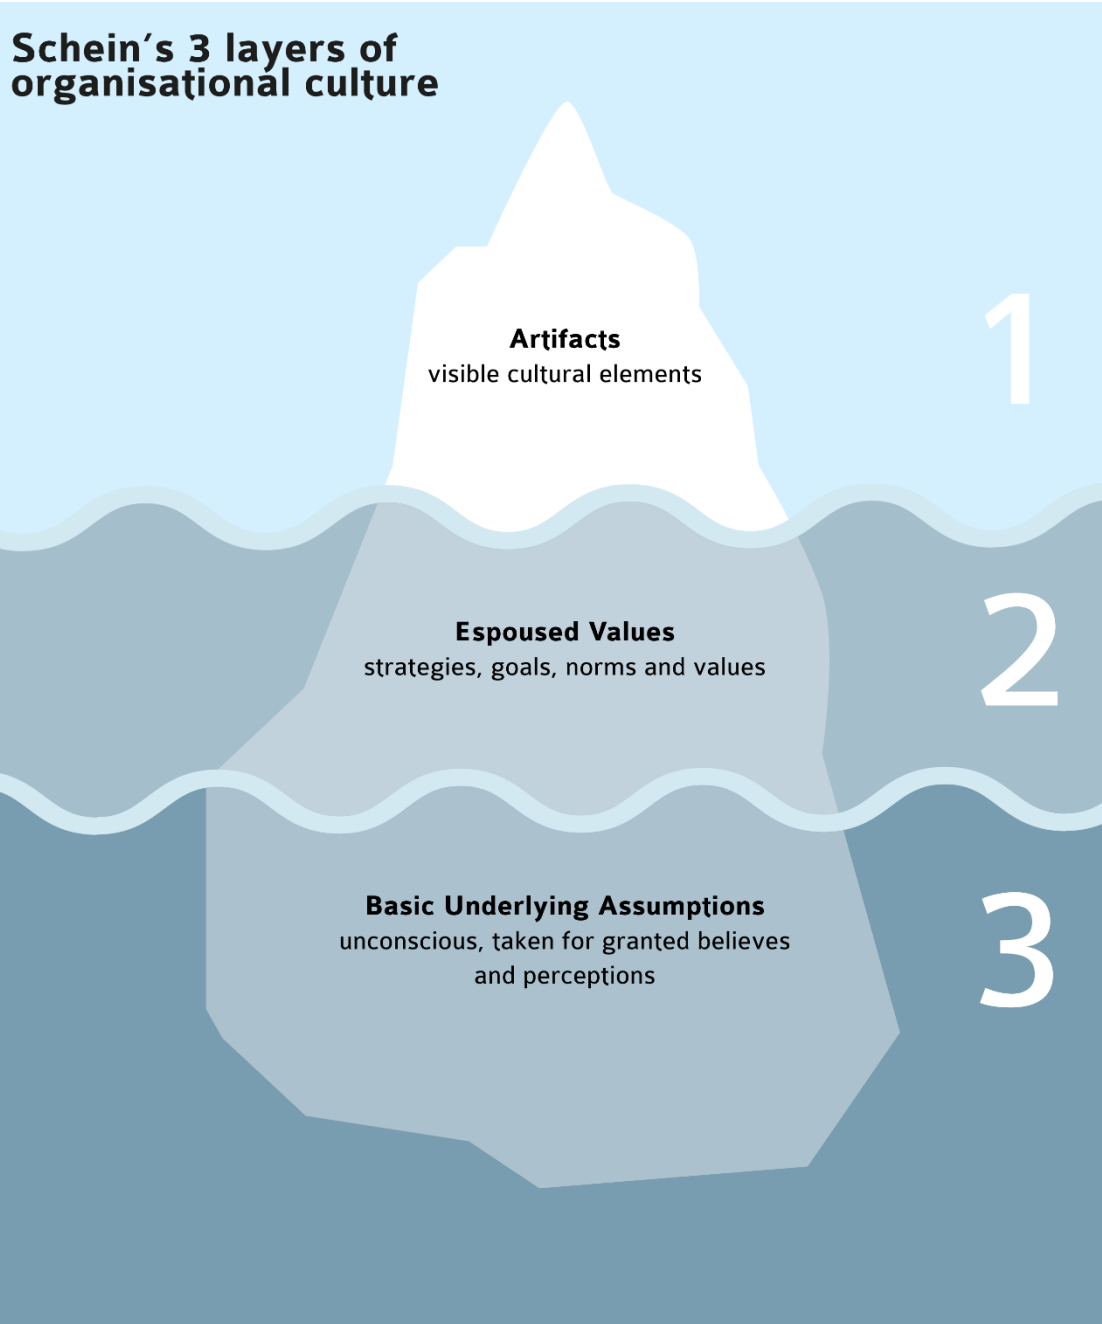 Schein´s 3 layers of
organisational culture
Artifacts
visible cultural elements
1
Espoused Values
strategies, goals, norms and values
2
Basic Underlying Assumptions
unconscious, taken for granted believes
and perceptions
3